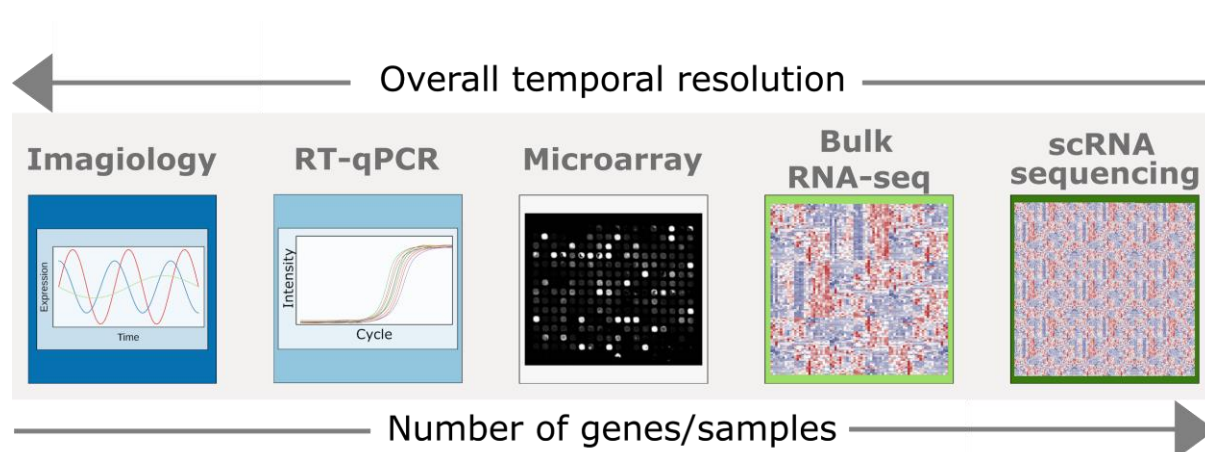 Overall temporal resolution
Imagiology
RT-qPCR
Microarray
Bulk
RNA-seq
scRNA
sequencing
Expression
Time
Intensity
Cycle
Number of genes/samples